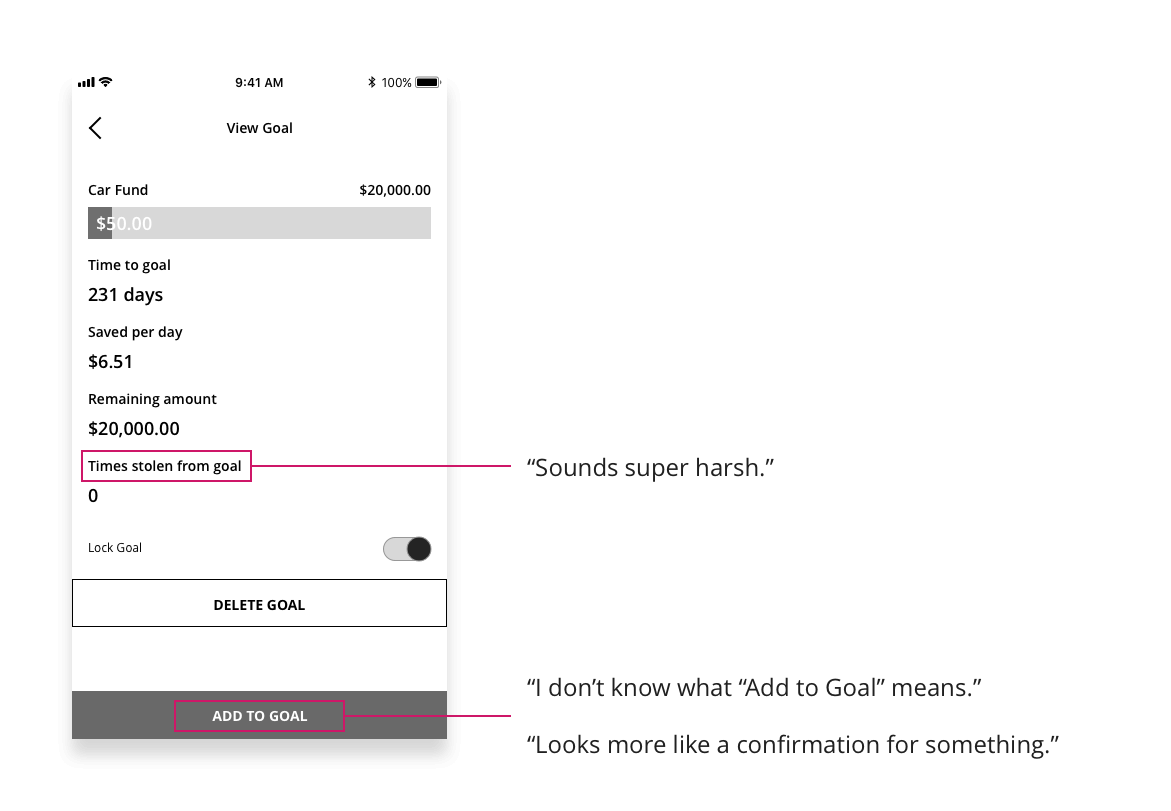 9:41 AM 100%
View Goal
Car Fund $20,000.00
$50.00
Time to goal
231 days
Saved per day
$6.51
Remaining amount
$20,000.00
Times stolen from goal
“Sounds super harsh.”
0
Lock Goal
DELETE GOAL
“I don’t know what “Add to Goal” means.”
ADD TO GOAL
“Looks more like a confirmation for something.”